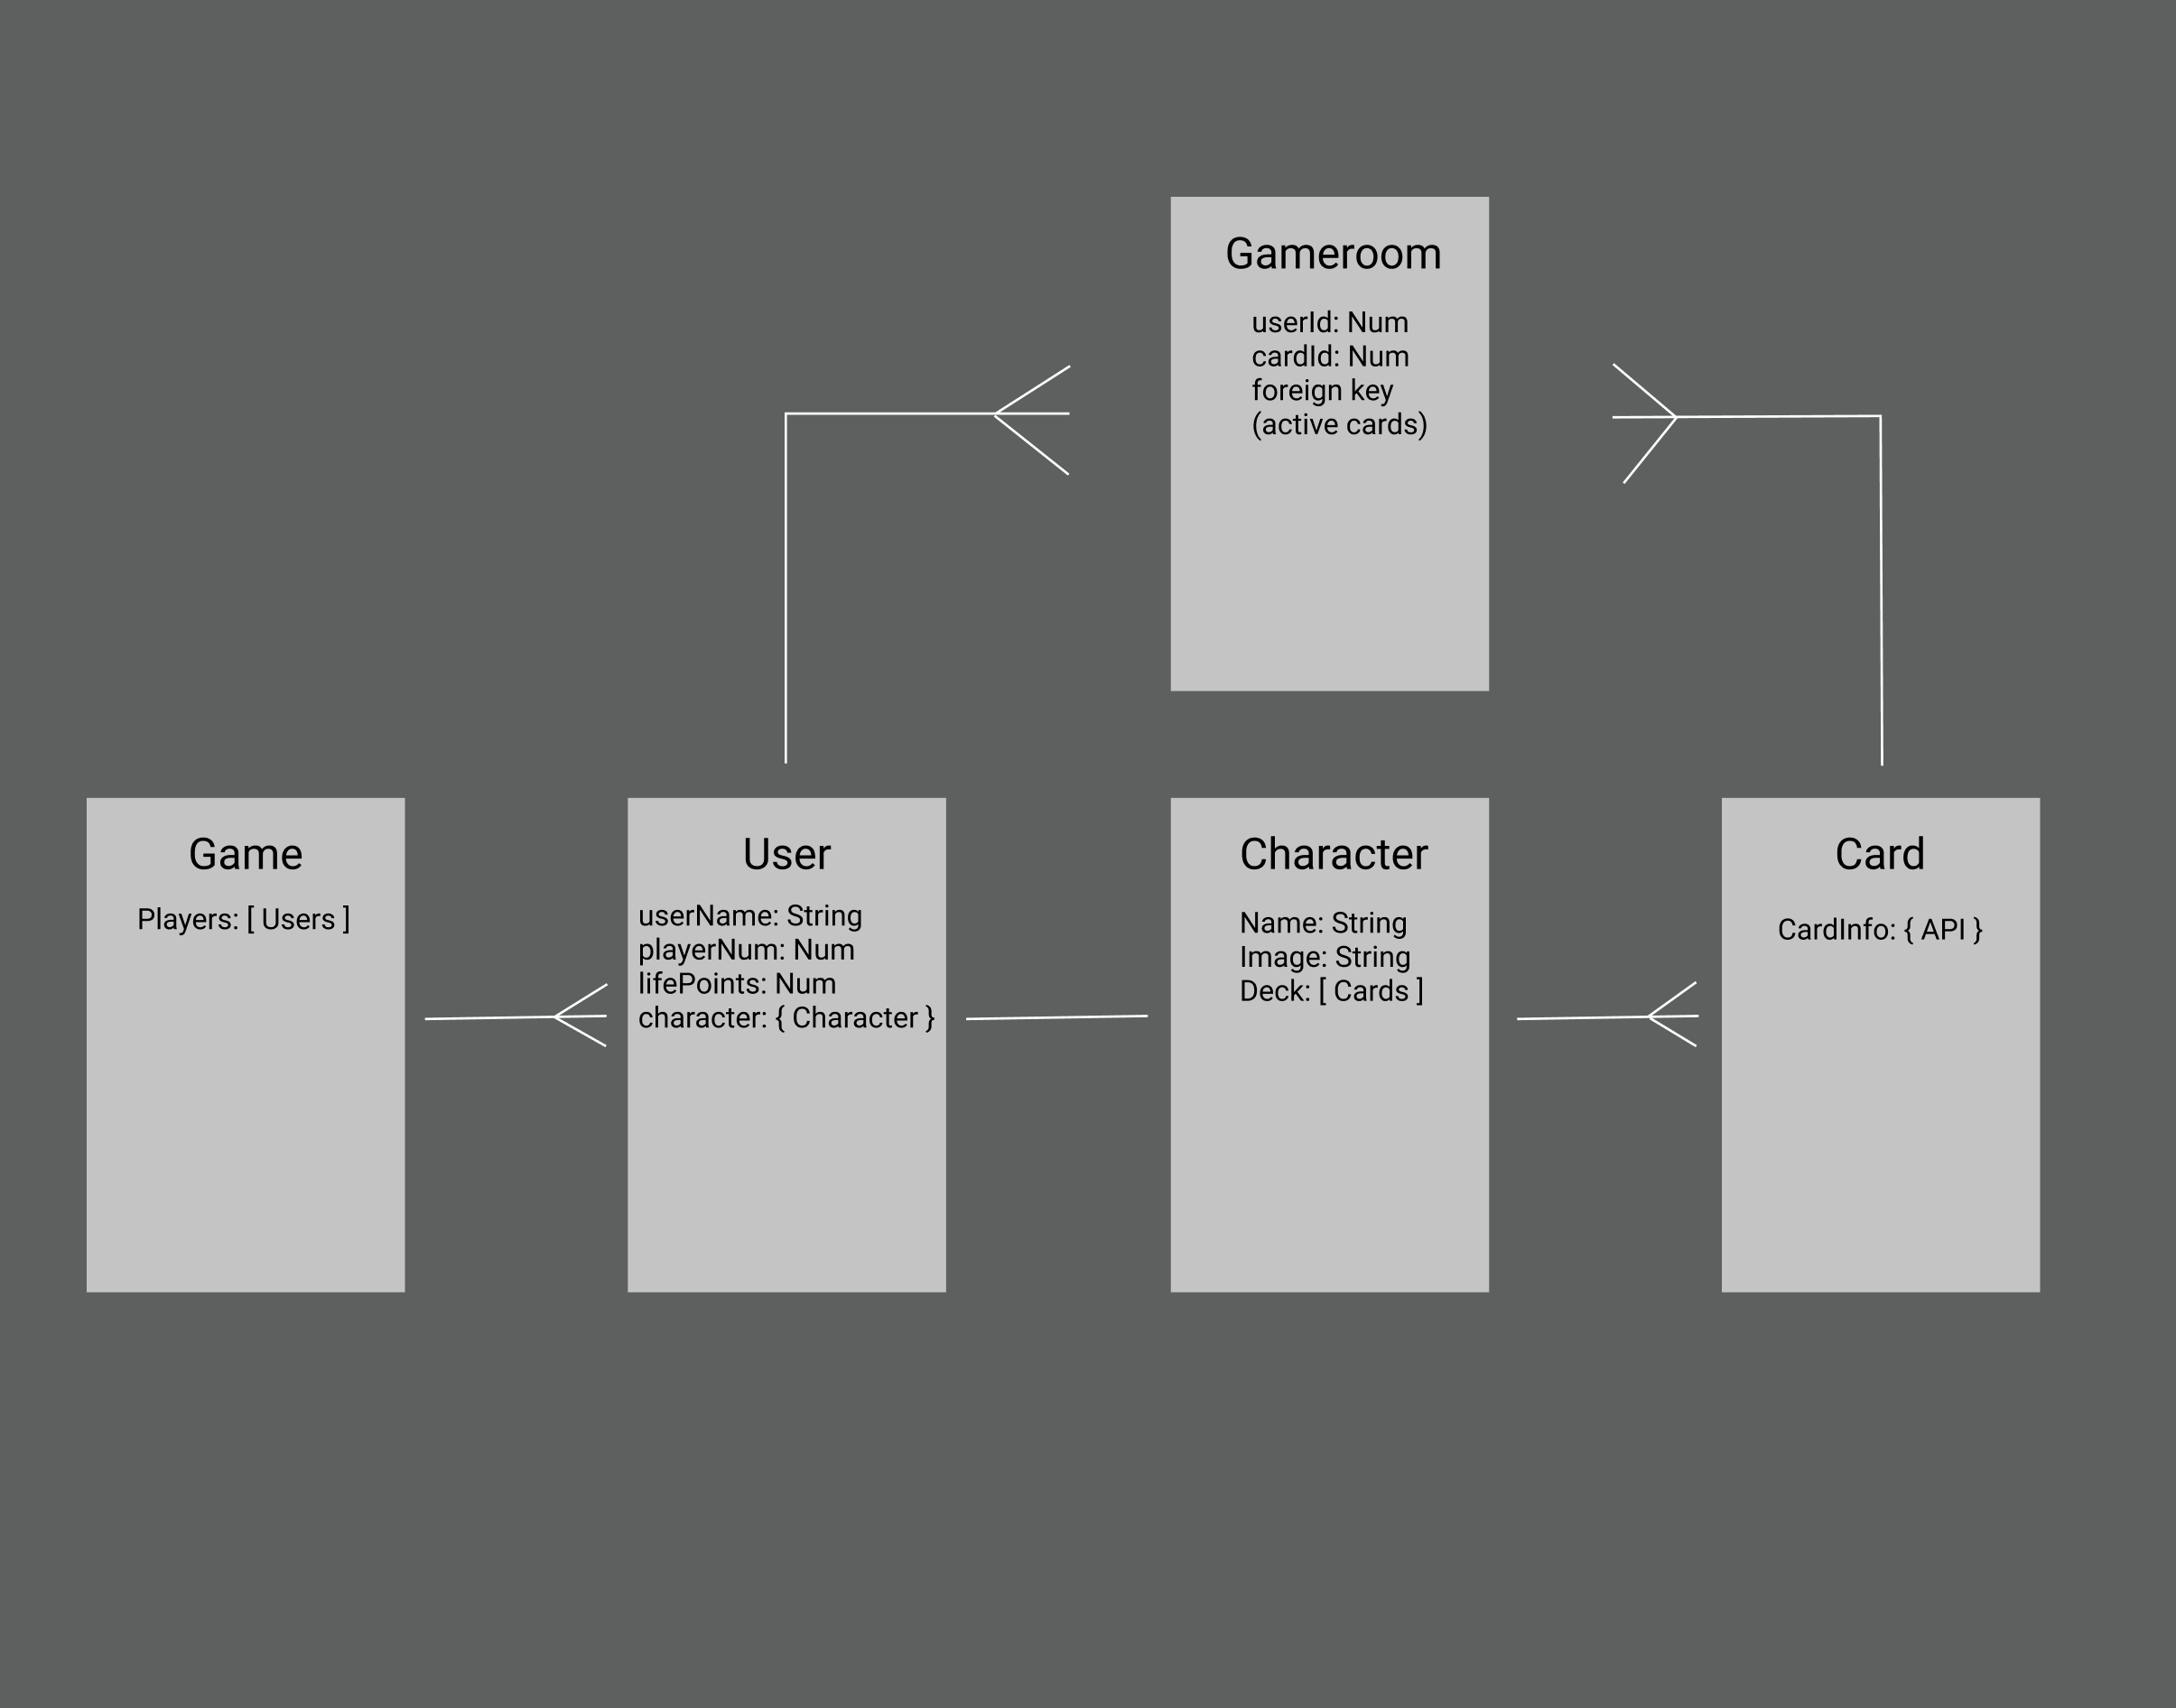 Gameroom
userId: Num
cardId: Num
foreign key
(active cards)
Game
Players: [ Users ]
User
userName: String
playerNum: Num
lifePoints: Num
character: { Character }
Character
Name: String
Image: String
Deck: [ Cards ]
Card
CardInfo: { API }